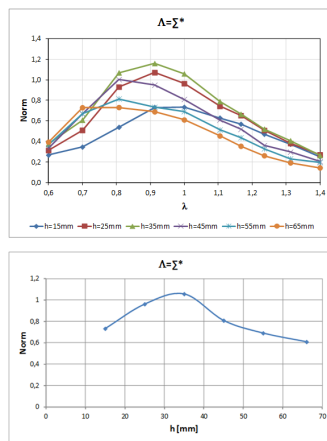 Λ=Σ*
1,4
1,2
1,0
0,8
0,6
0,4
0,2
0,0
Norm
0,6 0,7 0,8 0,9 1 1,1 1,2 1,3 1,4
λ
h=15mm h=25mm h=35mm h=45mm h=55mm h=65mm
Λ=Σ*
1,2
1
0,8
0,6
0,4
0,2
0
Norm
0 10 20 30 40 50 60 70
h [mm]